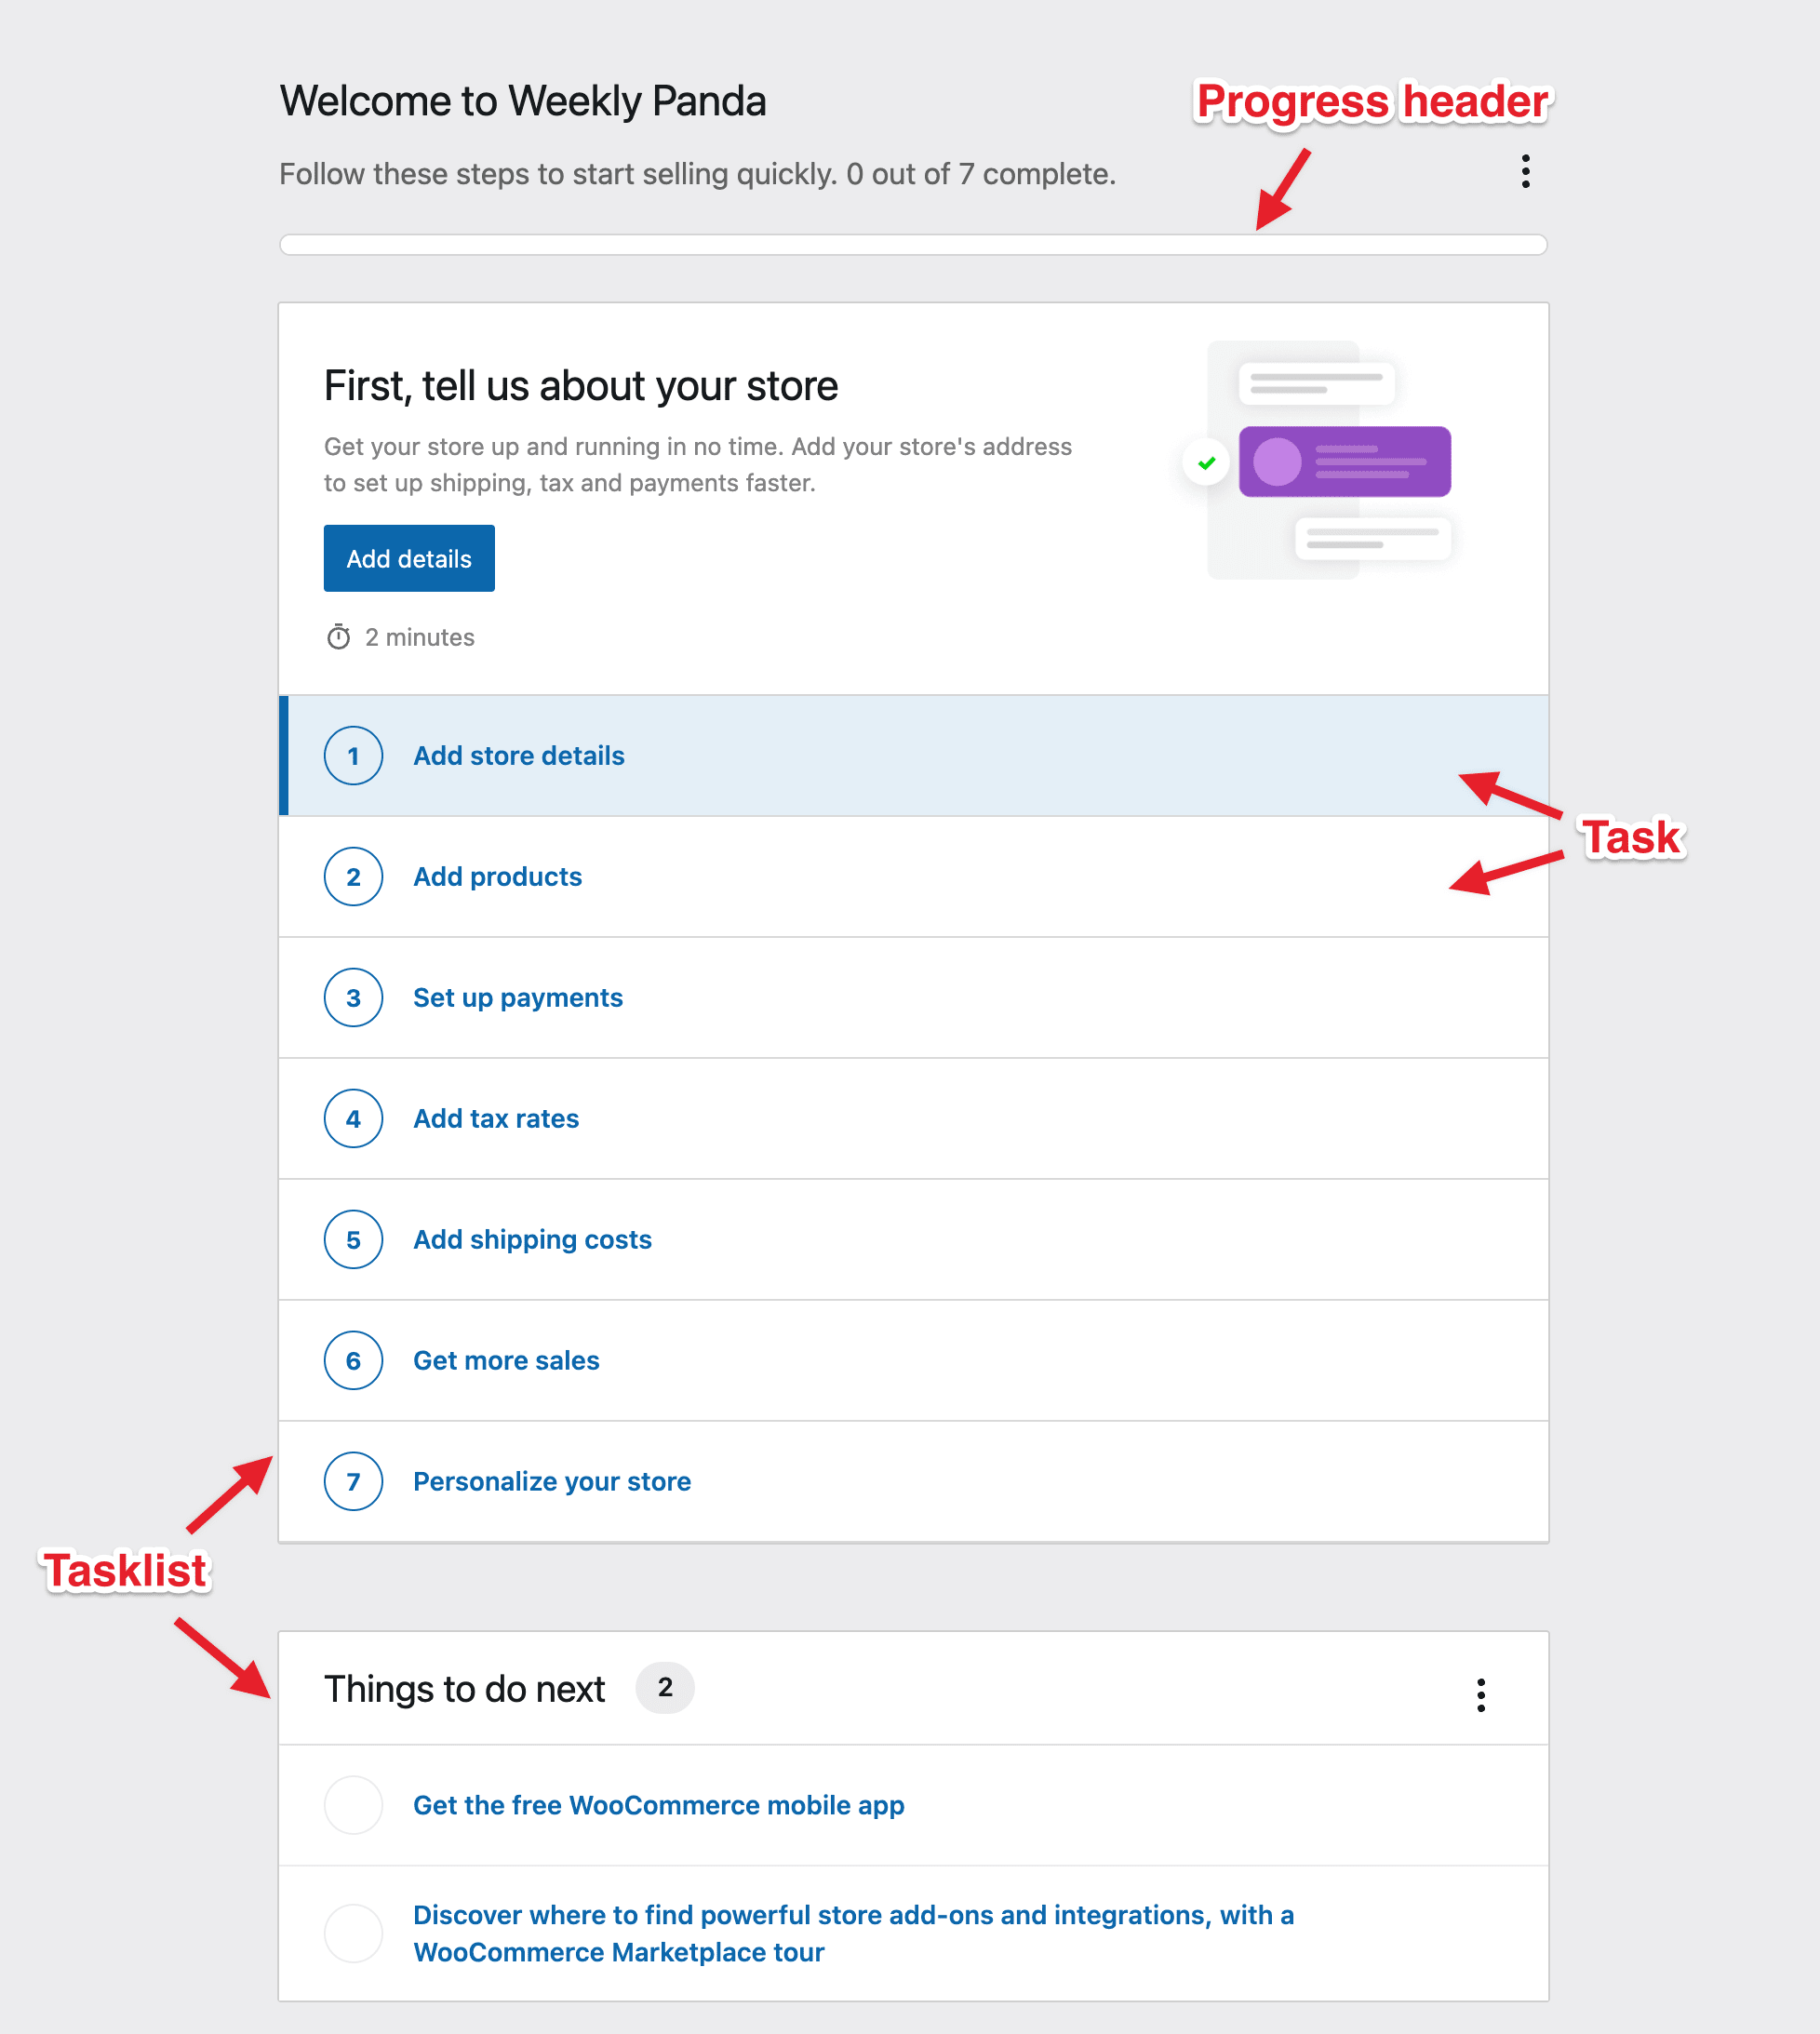 Welcome to Weekly Panda
Progress header
Follow these steps to start selling quickly. 0 out of 7 complete.
First, tell us about your store
Get your store up and running in no time. Add your store's address
to set up shipping, tax and payments faster.
Add details
2 minutes
1 Add store details
Task
2 Add products
3 Set up payments
4 Add tax rates
5 Add shipping costs
6 Get more sales
7 Personalize your store
Tasklist
Things to do next 2
Get the free WooCommerce mobile app
Discover where to find powerful store add-ons and integrations, with a
WooCommerce Marketplace tour